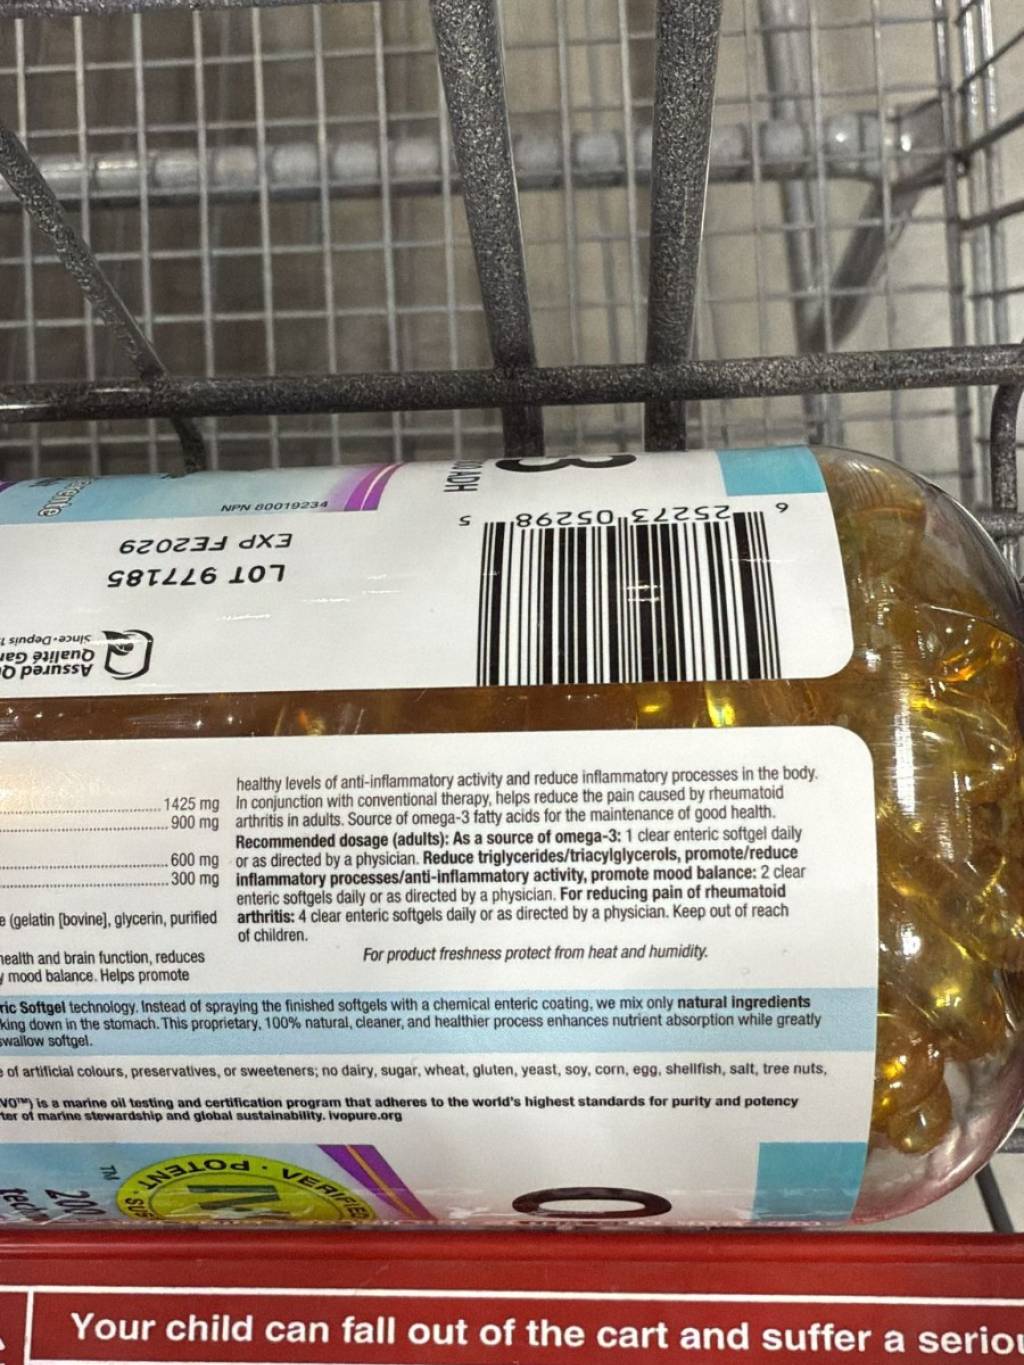 NPN 80019234
EXP FE2029
LOT 977185
Since-Depuis
Qualité
Assured
3
6 25273 05298 5
1425 mg
900 mg
600 mg
300 mg
(gelatin [bovine], glycerin, purified
health and brain function, reduces
mood balance. Helps promote
healthy levels of anti-inflammatory activity and reduce inflammatory processes in the body.
In conjunction with conventional therapy, helps reduce the pain caused by rheumatoid
arthritis in adults. Source of omega-3 fatty acids for the maintenance of good health.
Recommended dosage (adults): As a source of omega-3: 1 clear enteric softgel daily
or as directed by a physician. Reduce triglycerides/triacylglycerols, promote/reduce
inflammatory processes/anti-inflammatory activity, promote mood balance: 2 clear
enteric softgels daily or as directed by a physician. For reducing pain of rheumatoid
arthritis: 4 clear enteric softgels daily or as directed by a physician. Keep out of reach
of children.
For product freshness protect from heat and humidity.
Softgel technology. Instead of spraying the finished softgels with a chemical enteric coating, we mix only natural ingredients
down in the stomach. This proprietary, 100% natural, cleaner, and healthier process enhances nutrient absorption while greatly
swallow softgel.
of artificial colours, preservatives, or sweeteners; no dairy, sugar, wheat, gluten, yeast, soy, corn, egg, shellfish, salt, tree nuts,
is a marine oil testing and certification program that adheres to the world's highest standards for purity and potency
of marine stewardship and global sustainability. ivopure.org
POTENT · VERIFIED
TM
200
Your child can fall out of the cart and suffer a